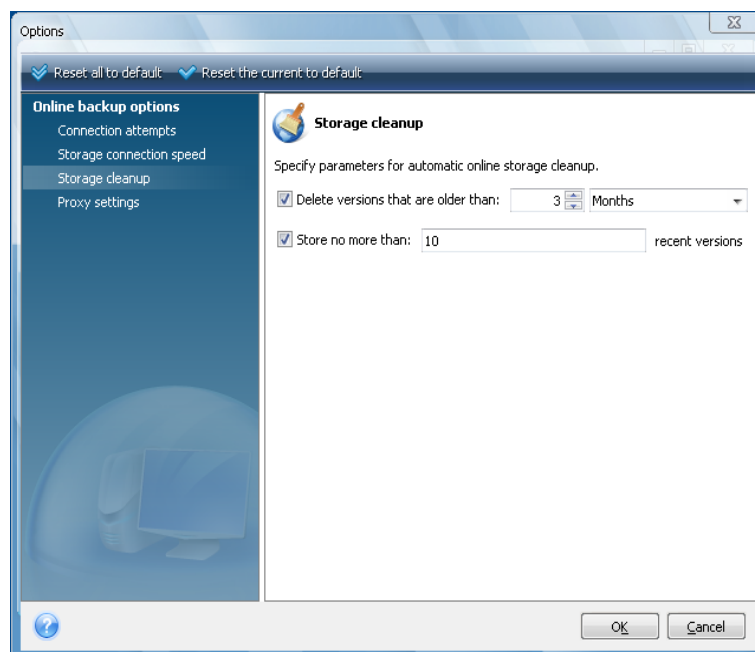 Options
Reset all to default Reset the current to default
Online backup options
Connection attempts
Storage connection speed
Storage cleanup
Proxy settings
Storage cleanup
Specify parameters for automatic online storage cleanup.
Delete versions that are older than: 3 Months
Store no more than: 10 recent versions
OK Cancel